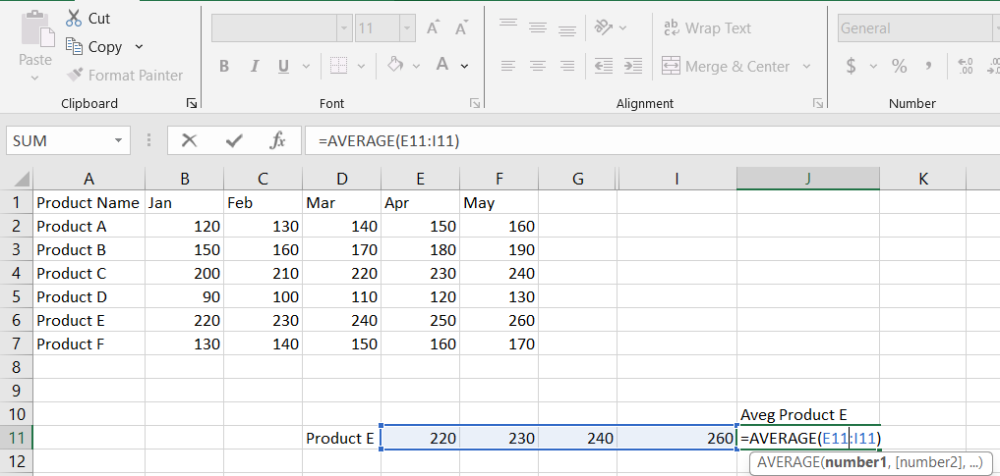 Cut
Copy
Paste
Format Painter
Clipboard
11
A A
B I U A
Font
ab Wrap Text
c
Merge & Center
Alignment
General
$ % ,
Number
SUM
fx =AVERAGE(E11:I11)
A B C D E F G I J K
1 Product Name Jan Feb Mar Apr May
2 Product A 120 130 140 150 160
3 Product B 150 160 170 180 190
4 Product C 200 210 220 230 240
5 Product D 90 100 110 120 130
6 Product E 220 230 240 250 260
7 Product F 130 140 150 160 170
8
9
10 Aveg Product E
11 Product E 220 230 240 260 =AVERAGE(E11:I11)
12 AVERAGE(number1, [number2], ...)